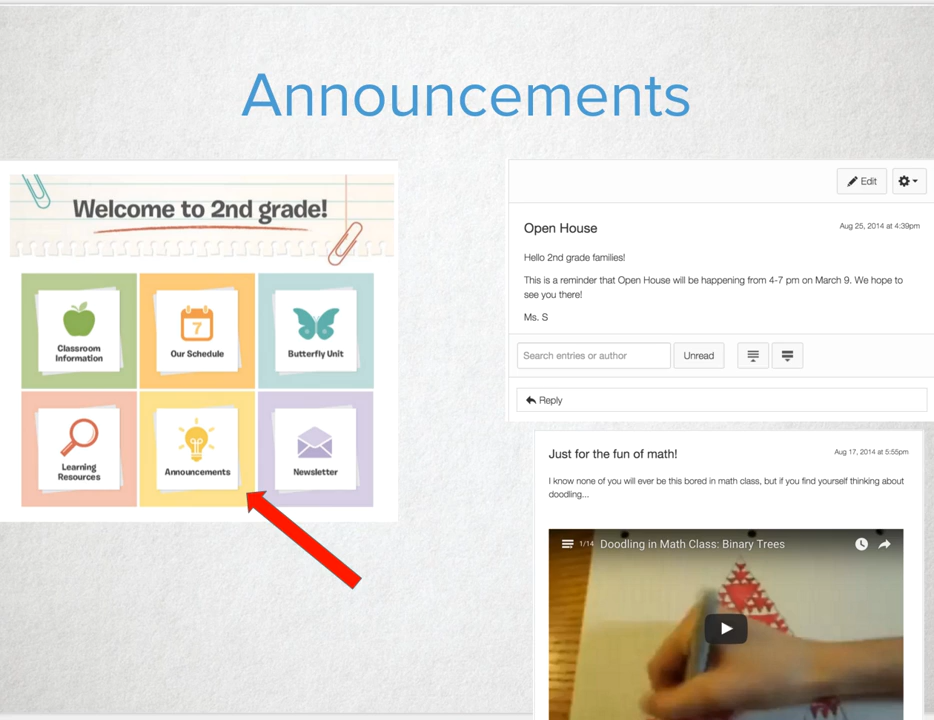 Announcements
Welcome to 2nd grade!
Classroom
Information
7
Our Schedule
Butterfly Unit
Learning
Resources
Announcements
Newsletter
Edit
Open House
Aug 25, 2014 at 4:39pm
Hello 2nd grade families!
This is a reminder that Open House will be happening from 4-7 pm on March 9. We hope to
see you there!
Ms. S
Search entries or author
Unread
Reply
Just for the fun of math!
Aug 17, 2014 at 5:55pm
I know none of you will ever be this bored in math class, but if you find yourself thinking about
doodling...
1/14 Doodling in Math Class: Binary Trees